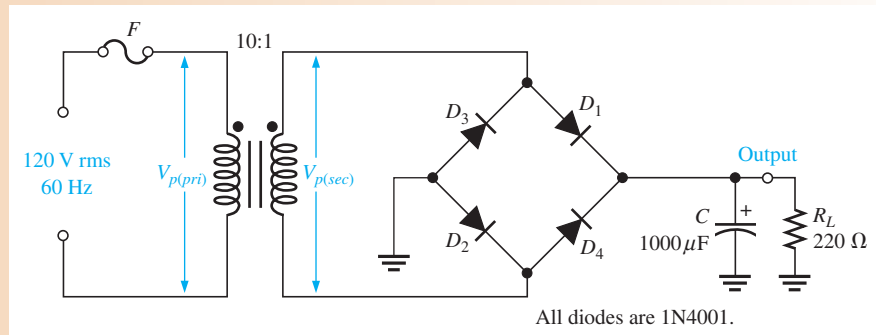 F
10:1
120 V rms
60 Hz
Vp(pri)
Vp(sec)
D3
D1
D2
D4
Output
C
+
1000 μF
RL
220 Ω
All diodes are 1N4001.